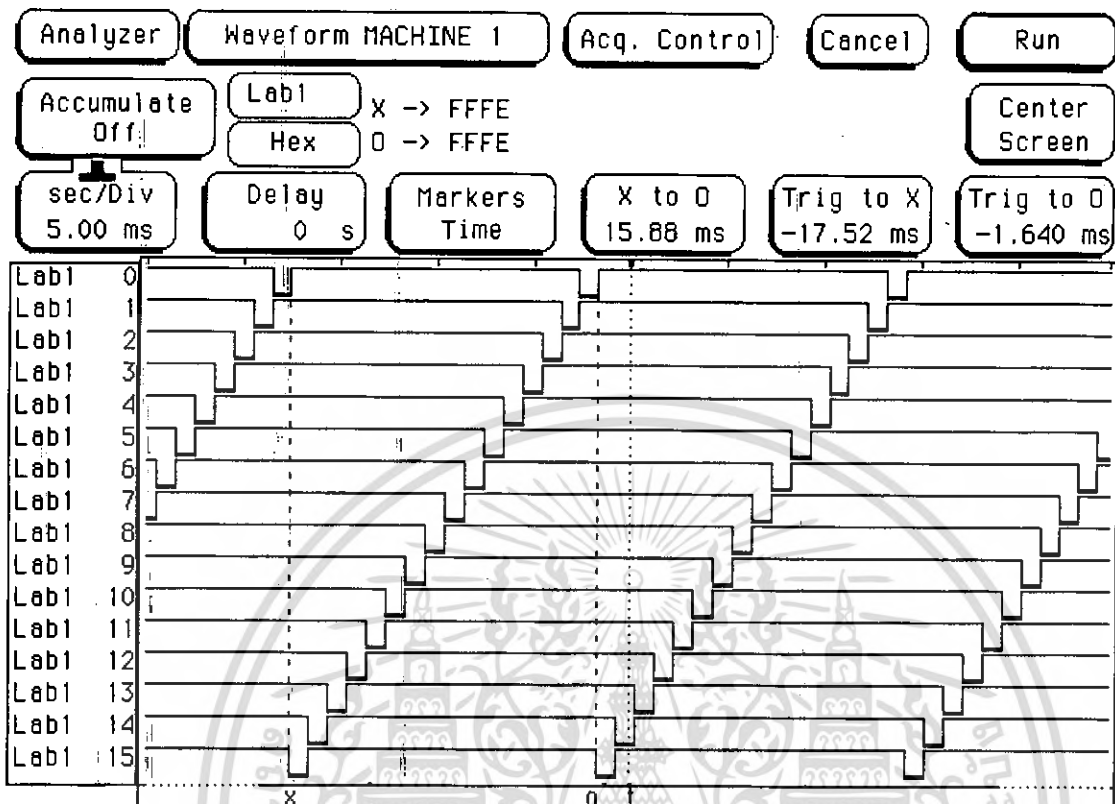 Analyzer Waveform MACHINE 1 Acq. Control Cancel Run
Accumulate Off
Lab1 X -> FFFE
Hex O -> FFFE
Center Screen
sec/Div 5.00 ms
Delay 0 s
Markers Time
X to O 15.88 ms
Trig to X -17.52 ms
Trig to O -1.640 ms
Lab1 0
Lab1 1
Lab1 2
Lab1 3
Lab1 4
Lab1 5
Lab1 6
Lab1 7
Lab1 8
Lab1 9
Lab1 10
Lab1 11
Lab1 12
Lab1 13
Lab1 14
Lab1 15
X O t